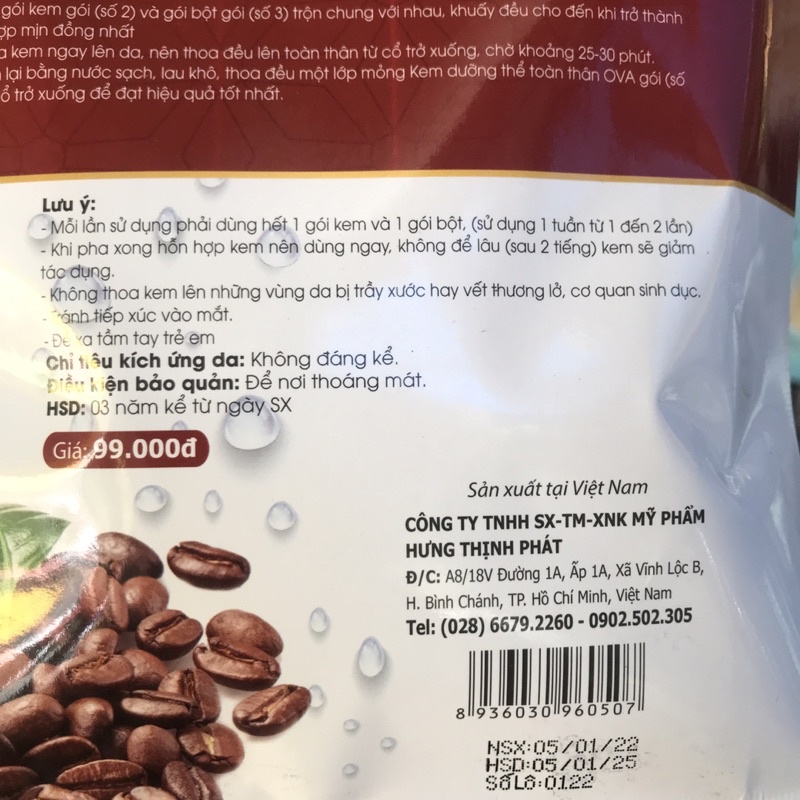 gói kem gói (số 2) và gói bột gói (số 3) trộn chung với nhau, khuấy đều cho đến khi trở thành
ợp mịn đồng nhất
kem ngay lên da, nên thoa đều lên toàn thân từ cổ trở xuống, chờ khoảng 25-30 phút.
lại bằng nước sạch, lau khô, thoa đều một lớp mỏng Kem dưỡng thể toàn thân OVA gói (số
ổ trở xuống để đạt hiệu quả tốt nhất.
Lưu ý:
- Mỗi lần sử dụng phải dùng hết 1 gói kem và 1 gói bột, (sử dụng 1 tuần từ 1 đến 2 lần)
- Khi pha xong hỗn hợp kem nên dùng ngay, không để lâu (sau 2 tiếng) kem sẽ giảm
tác dụng.
- Không thoa kem lên những vùng da bị trầy xước hay vết thương lở, cơ quan sinh dục.
- Tránh tiếp xúc vào mắt.
- Để xa tầm tay trẻ em
Chỉ tiêu kích ứng da: Không đáng kể.
Điều kiện bảo quản: Để nơi thoáng mát.
HSD: 03 năm kể từ ngày SX
Giá: 99.000đ
Sản xuất tại Việt Nam
CÔNG TY TNHH SX-TM-XNK MỸ PHẨM
HƯNG THỊNH PHÁT
Đ/C: A8/18V Đường 1A, Ấp 1A, Xã Vĩnh Lộc B,
H. Bình Chánh, TP. Hồ Chí Minh, Việt Nam
Tel: (028) 6679.2260 - 0902.502.305
8 936030 960507
NSX:05/01/22
HSD:05/01/25
Số Lô:0122